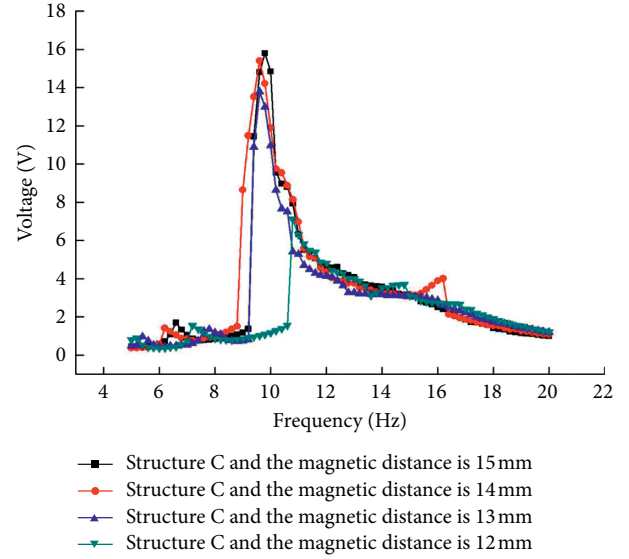 18
16
14
12
10
8
6
4
2
0
Voltage (V)
4 6 8 10 12 14 16 18 20 22
Frequency (Hz)
Structure C and the magnetic distance is 15 mm
Structure C and the magnetic distance is 14 mm
Structure C and the magnetic distance is 13 mm
Structure C and the magnetic distance is 12 mm